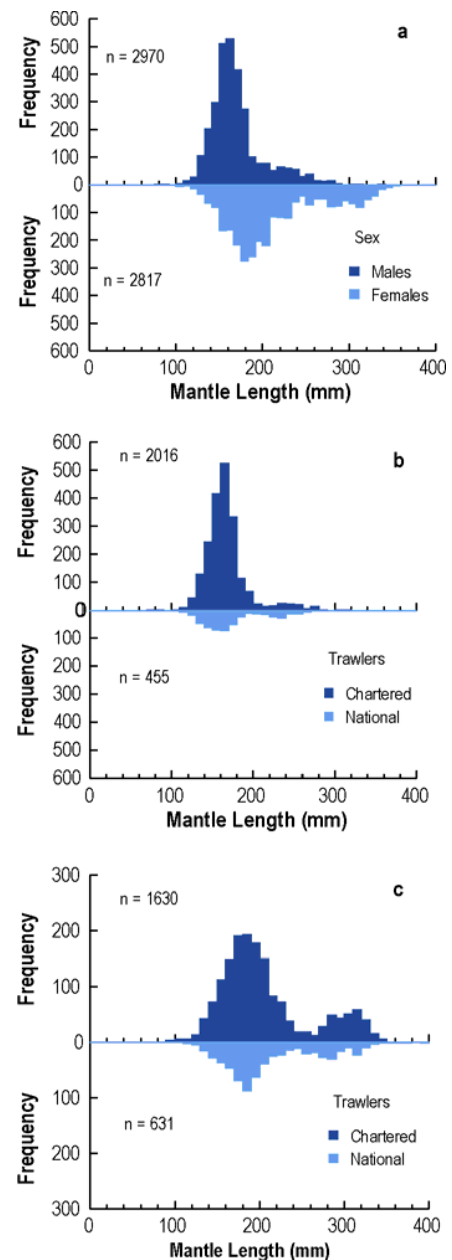 a
600
500
400
300
200
100
0
100
200
300
400
500
600
Frequency
Frequency
n = 2970
n = 2817
Sex
Males
Females
0 100 200 300 400
Mantle Length (mm)
b
600
500
400
300
200
100
0
100
200
300
400
500
600
Frequency
Frequency
n = 2016
n = 455
Trawlers
Chartered
National
0 100 200 300 400
Mantle Length (mm)
c
300
200
100
0
100
200
300
Frequency
Frequency
n = 1630
n = 631
Trawlers
Chartered
National
0 100 200 300 400
Mantle Length (mm)